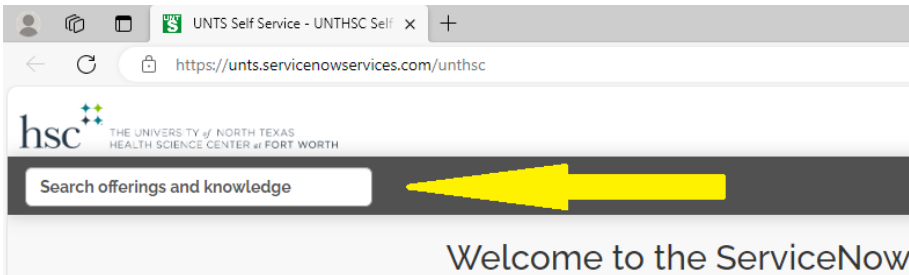 UNTS Self Service - UNTHSC Self
https://unts.servicenowservices.com/unthsc
hsc THE UNIVERSITY of NORTH TEXAS
HEALTH SCIENCE CENTER at FORT WORTH
Search offerings and knowledge
Welcome to the ServiceNow